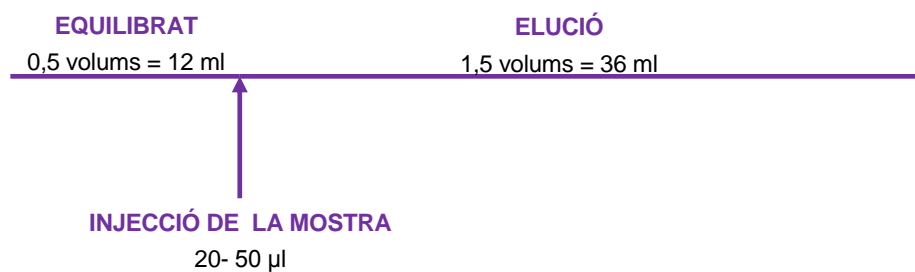 EQUILIBRAT
0,5 volums = 12 ml
ELUCIÓ
1,5 volums = 36 ml
INJECCIÓ DE LA MOSTRA
20- 50 µl